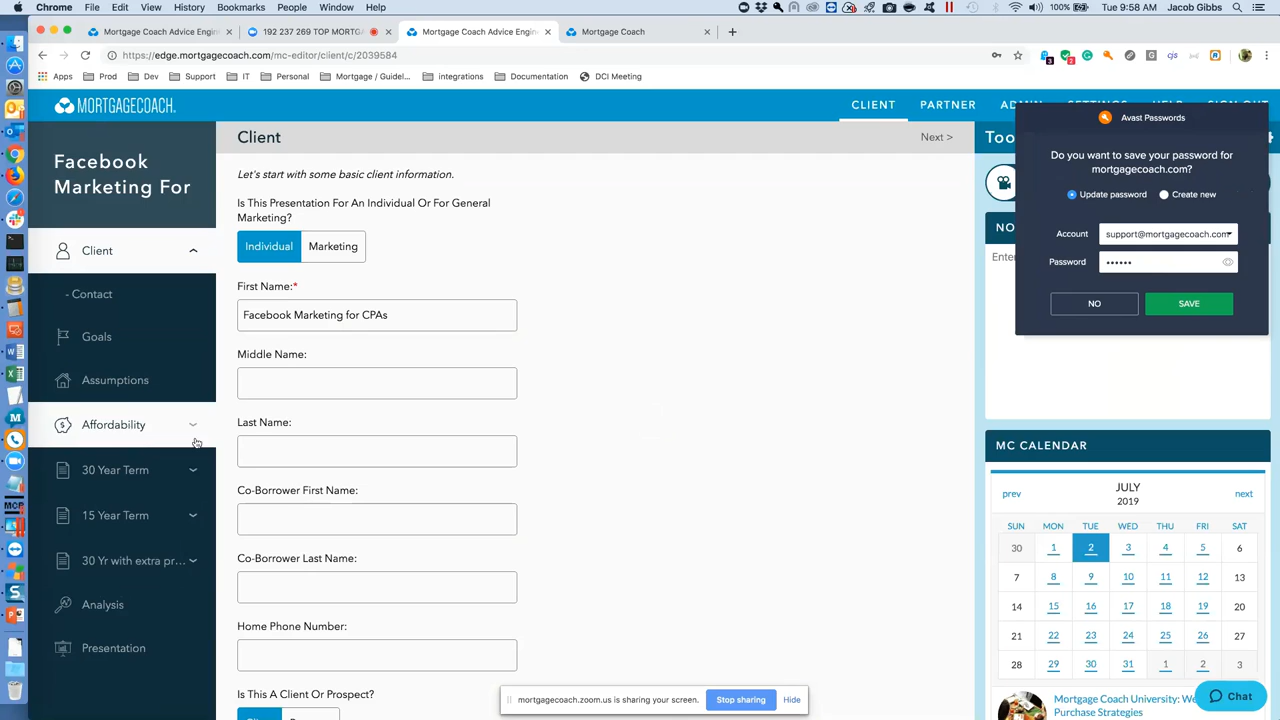 Chrome File Edit View History Bookmarks People Window Help 100% Tue 9:58 AM Jacob Gibbs
Mortgage Coach Advice Engin × 192 237 269 TOP MORTG × Mortgage Coach Advice Engin × Mortgage Coach × +
https://edge.mortgagecoach.com/mc-editor/client/c/2039584
Apps Prod Dev Support IT Personal Mortgage / Guidel... integrations Documentation DCI Meeting
MORTGAGECOACH
CLIENT PARTNER
Facebook
Marketing For
Client
- Contact
Goals
Assumptions
Affordability
30 Year Term
15 Year Term
30 Yr with extra pr...
Analysis
Presentation
Client
Next >
Let's start with some basic client information.
Is This Presentation For An Individual Or For General
Marketing?
Individual Marketing
First Name:*
Facebook Marketing for CPAs
Middle Name:
Last Name:
Co-Borrower First Name:
Co-Borrower Last Name:
Home Phone Number:
Is This A Client Or Prospect?
Avast Passwords
Do you want to save your password for
mortgagecoach.com?
Update password Create new
Account support@mortgagecoach.com
Password ••••••
NO SAVE
MC CALENDAR
prev JULY next
2019
SUN MON TUE WED THU FRI SAT
30 1 2 3 4 5 6
7 8 9 10 11 12 13
14 15 16 17 18 19 20
21 22 23 24 25 26 27
28 29 30 31 1 2 3
Mortgage Coach University: We
Purchase Strategies
Chat
mortgagecoach.zoom.us is sharing your screen. Stop sharing Hide